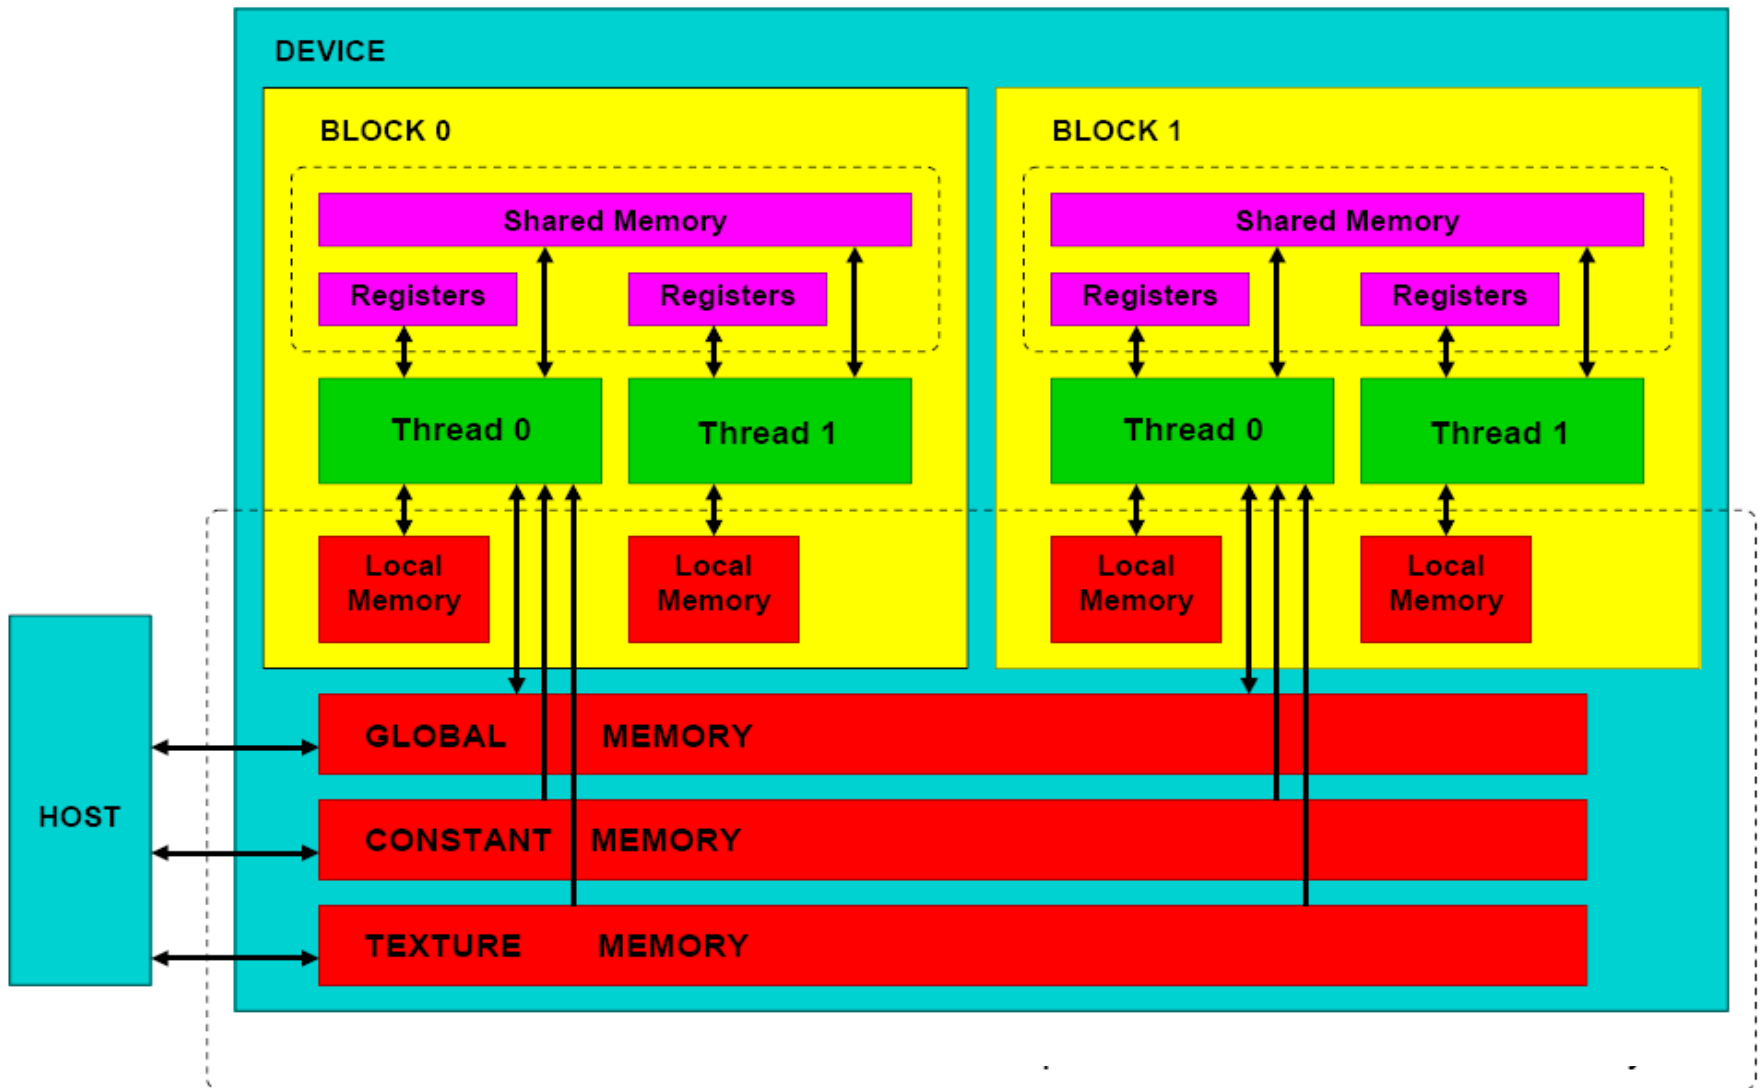 DEVICE
BLOCK 0
BLOCK 1
Shared Memory
Shared Memory
Registers
Registers
Registers
Registers
Thread 0
Thread 1
Thread 0
Thread 1
Local
Memory
Local
Memory
Local
Memory
Local
Memory
GLOBAL MEMORY
HOST
CONSTANT MEMORY
TEXTURE MEMORY